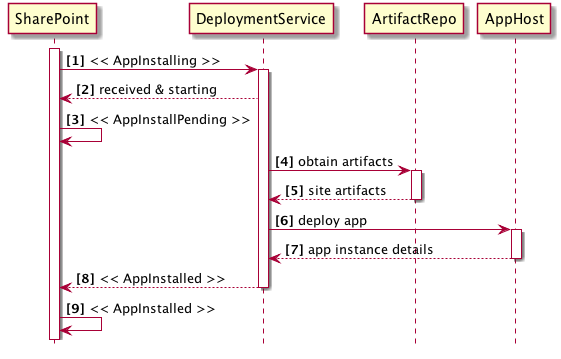 SharePoint DeploymentService ArtifactRepo AppHost
[1] << AppInstalling >>
[2] received & starting
[3] << AppInstallPending >>
[4] obtain artifacts
[5] site artifacts
[6] deploy app
[7] app instance details
[8] << AppInstalled >>
[9] << AppInstalled >>